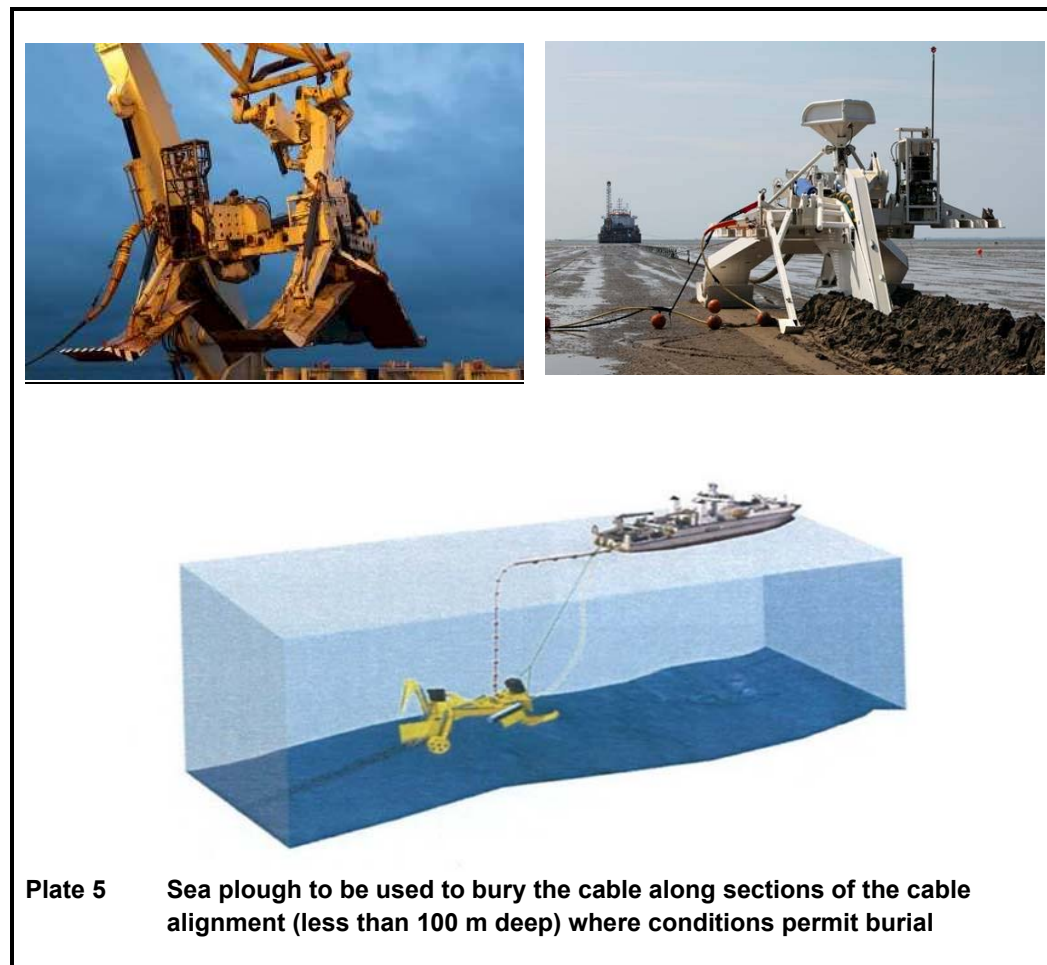 Plate 5 Sea plough to be used to bury the cable along sections of the cable
alignment (less than 100 m deep) where conditions permit burial